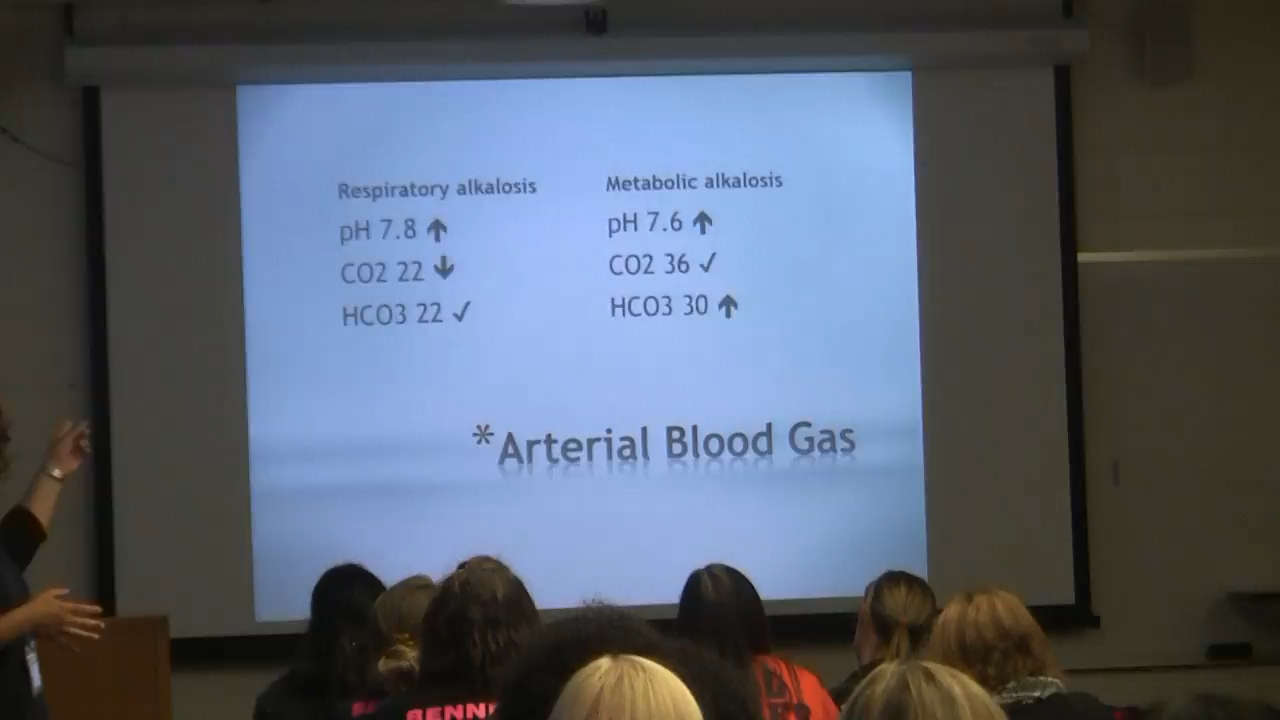 Respiratory alkalosis
pH 7.8 ↑
CO2 22 ↓
HCO3 22 ✓
Metabolic alkalosis
pH 7.6 ↑
CO2 36 ✓
HCO3 30 ↑
*Arterial Blood Gas